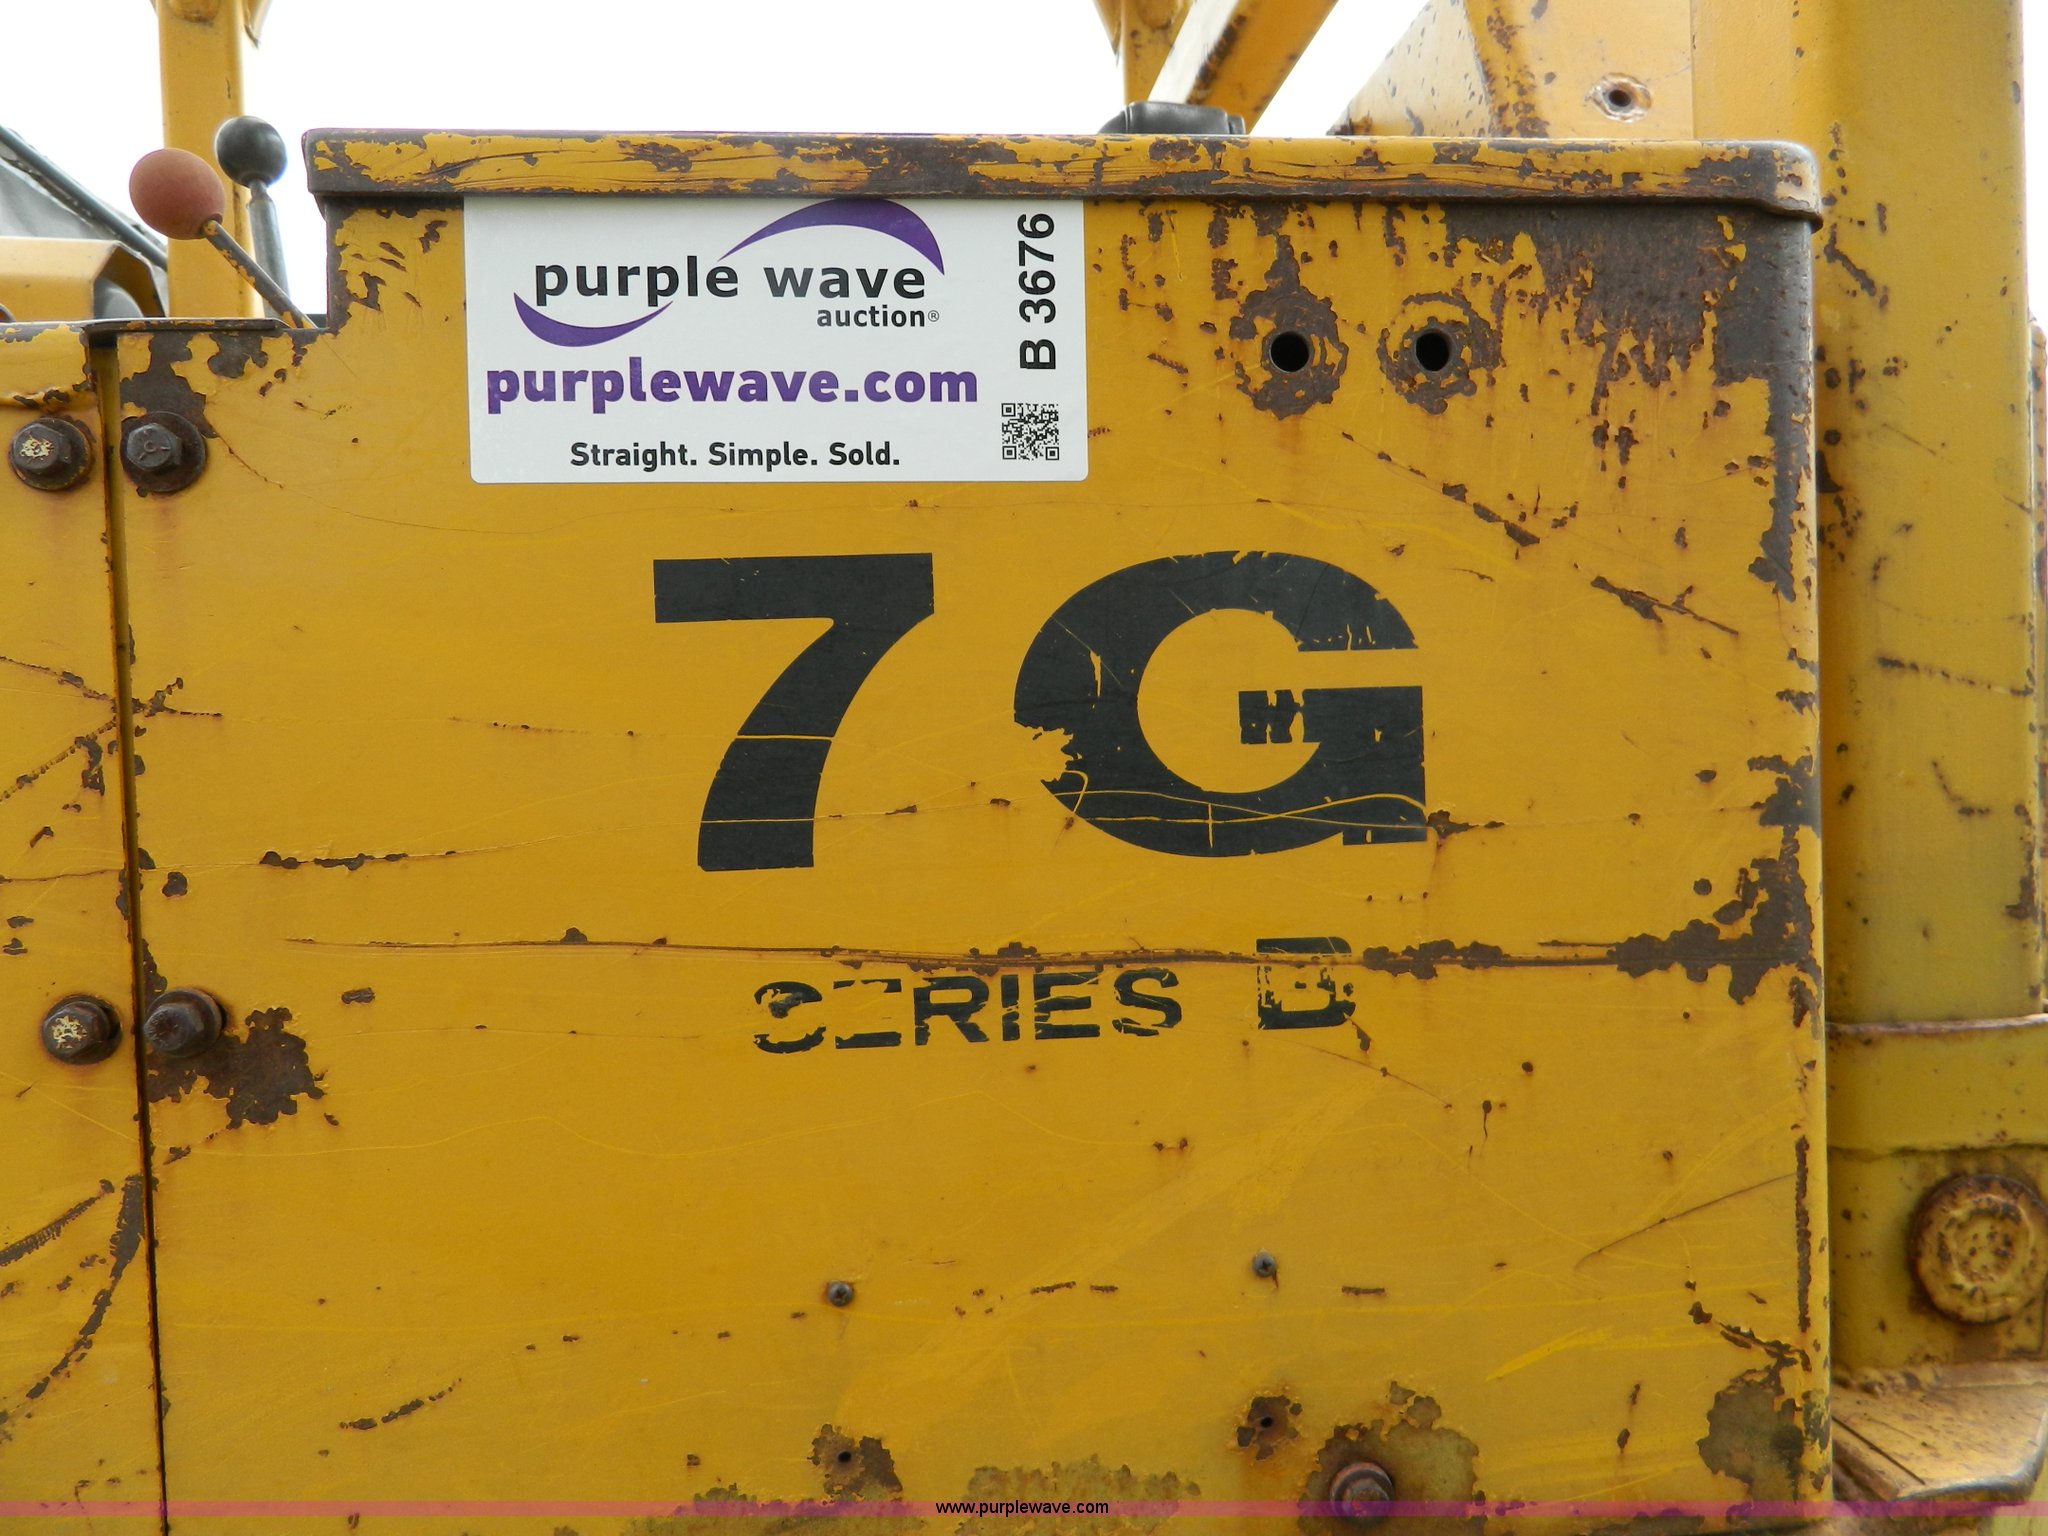 purple wave
auction®
purplewave.com
Straight. Simple. Sold.
B 3676
7G
SERIES B
www.purplewave.com